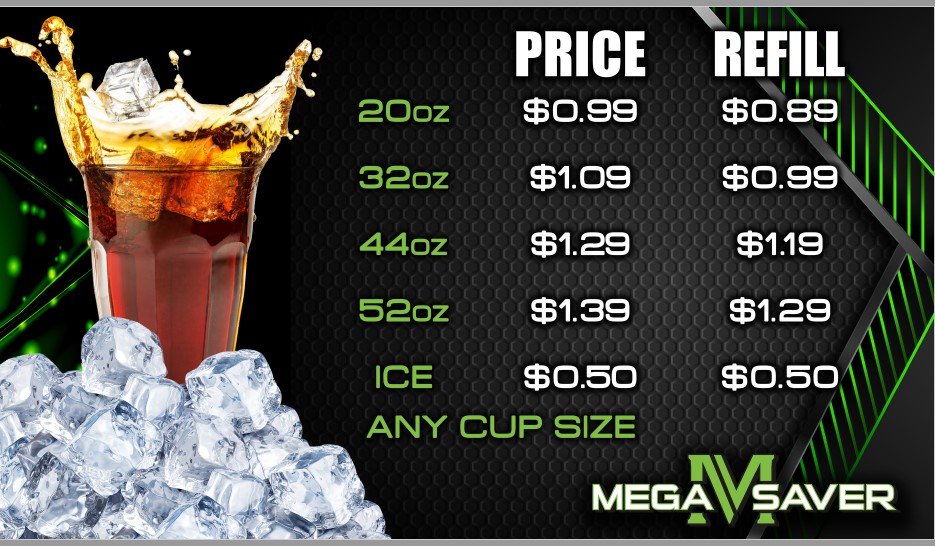 PRICE REFILL
20oz $0.99 $0.89
32oz $1.09 $0.99
44oz $1.29 $1.19
52oz $1.39 $1.29
ICE $0.50 $0.50
ANY CUP SIZE
M
MEGA SAVER